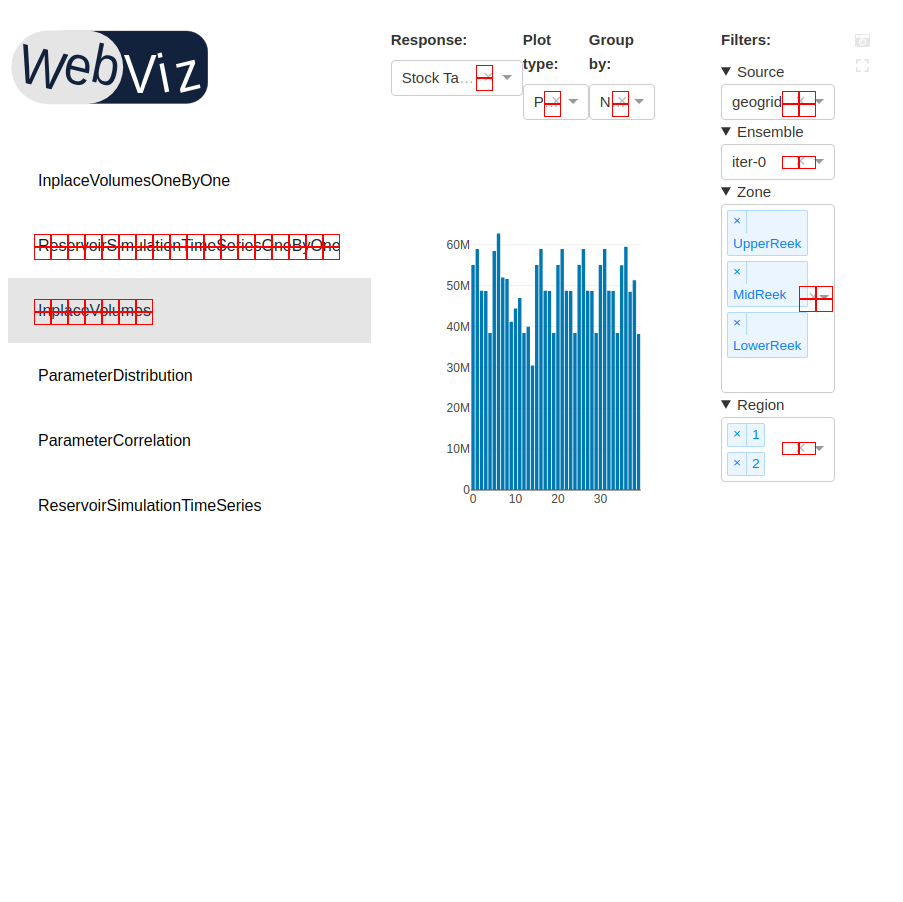 WebViz
Response:
Stock Ta...
Plot
type:
P...
Group
by:
N...
Filters:
Source
geogrid
Ensemble
iter-0
Zone
× UpperReek
× MidReek
× LowerReek
Region
× 1
× 2
InplaceVolumesOneByOne
ReservoirSimulationTimeSeriesOneByOne
InplaceVolumes
ParameterDistribution
ParameterCorrelation
ReservoirSimulationTimeSeries
60M
50M
40M
30M
20M
10M
0
0 10 20 30